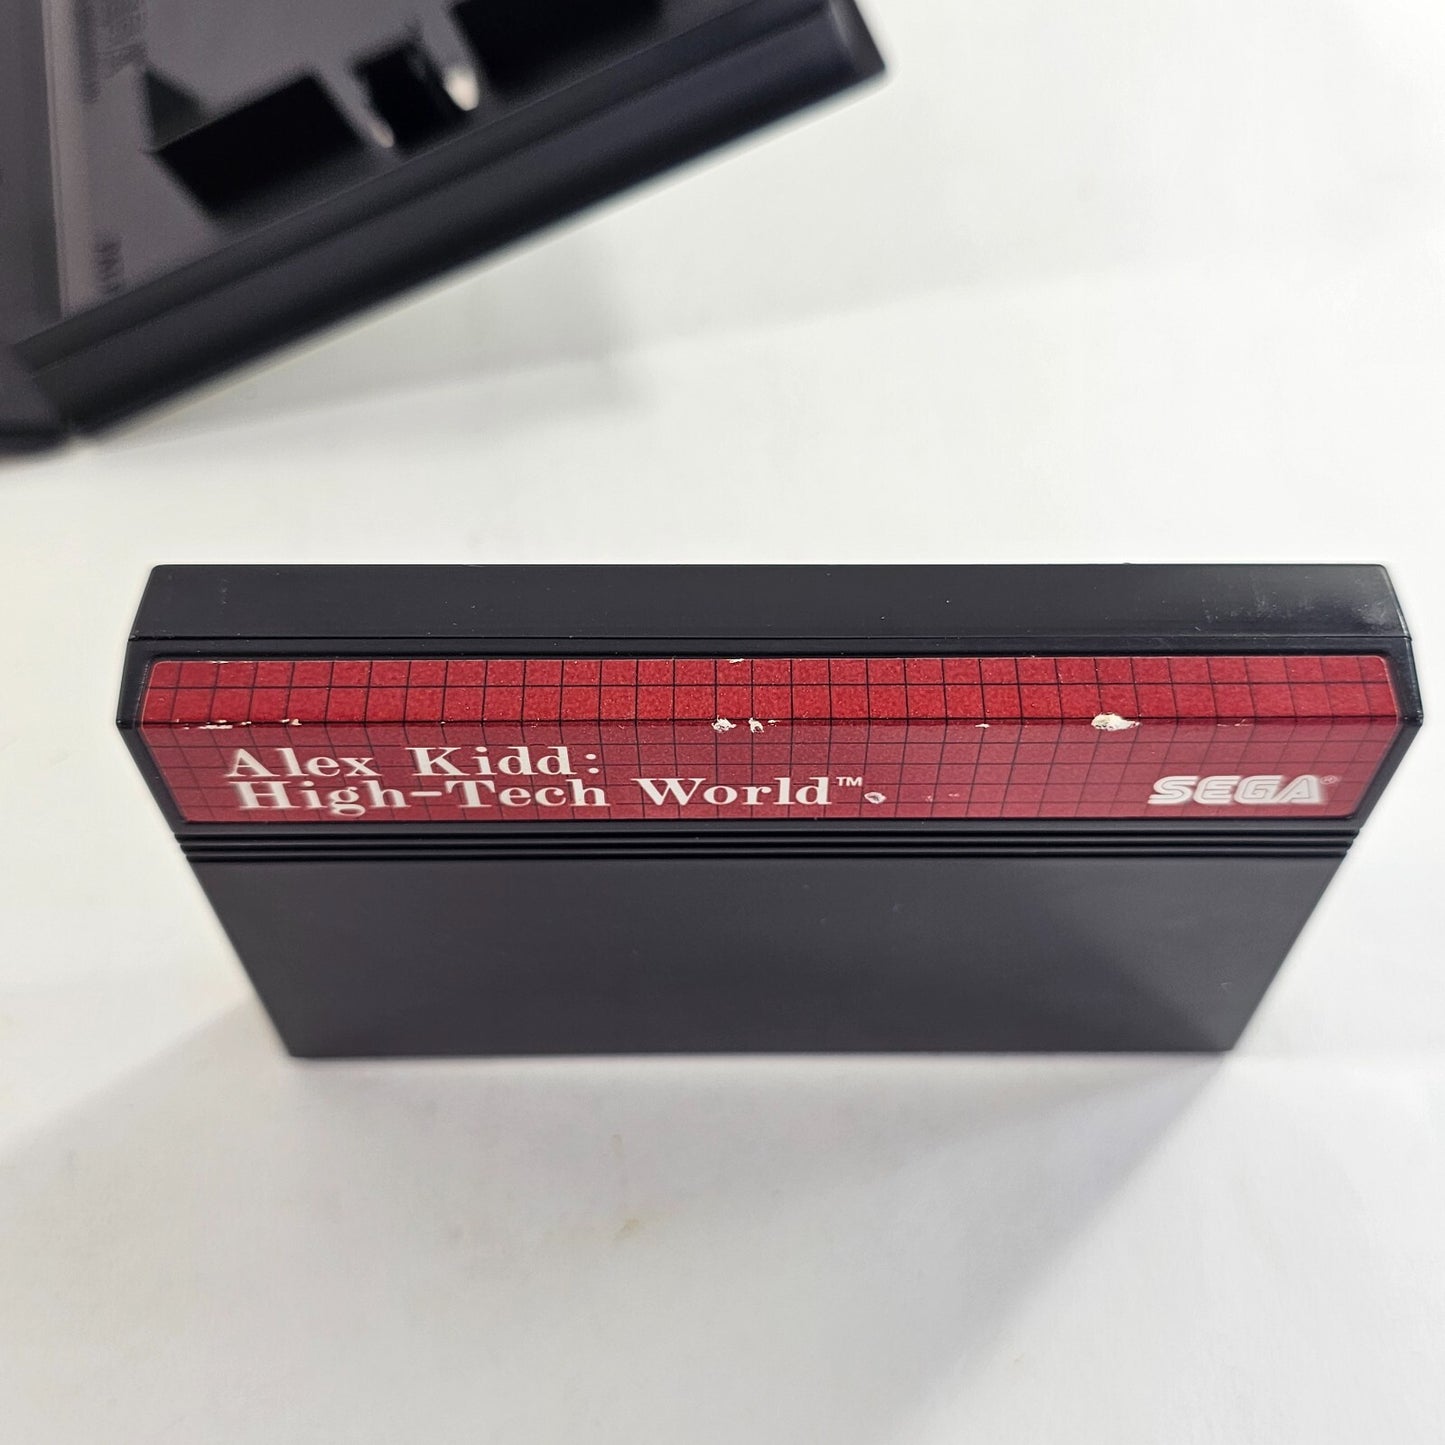 Alex Kidd:
High-Tech World™
SEGA®